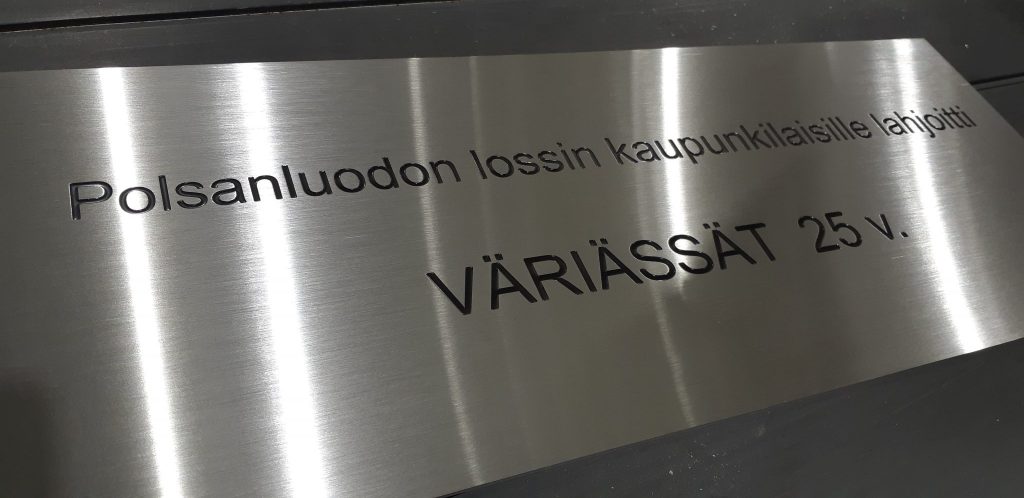 Polsanluodon lossin kaupunkilaisille lahjoitti
VÄRIÄSSÄT 25 v.